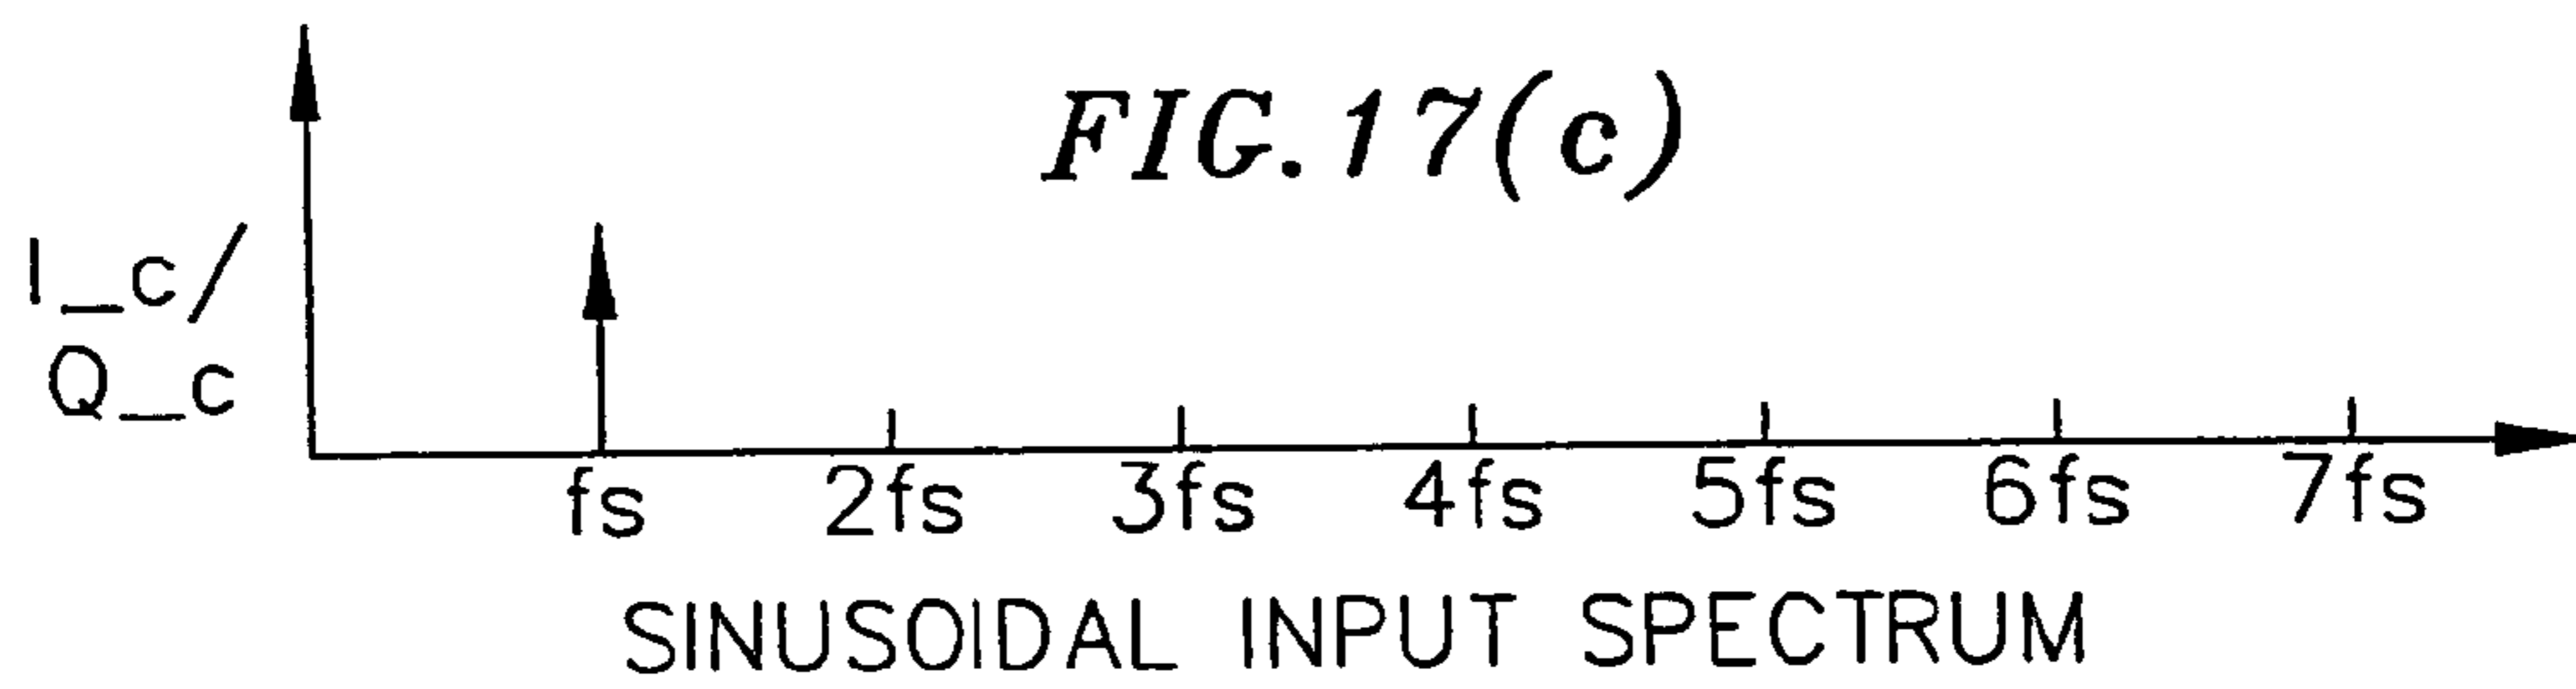 FIG.17(c)
I_c/
Q_c
fs 2fs 3fs 4fs 5fs 6fs 7fs
SINUSOIDAL INPUT SPECTRUM